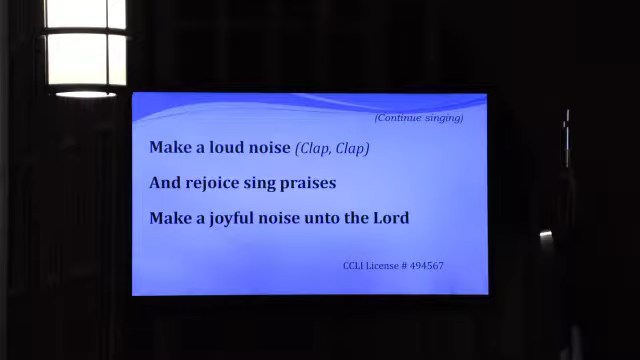 (Continue singing)
Make a loud noise (Clap, Clap)
And rejoice sing praises
Make a joyful noise unto the Lord
CCLI License # 494567